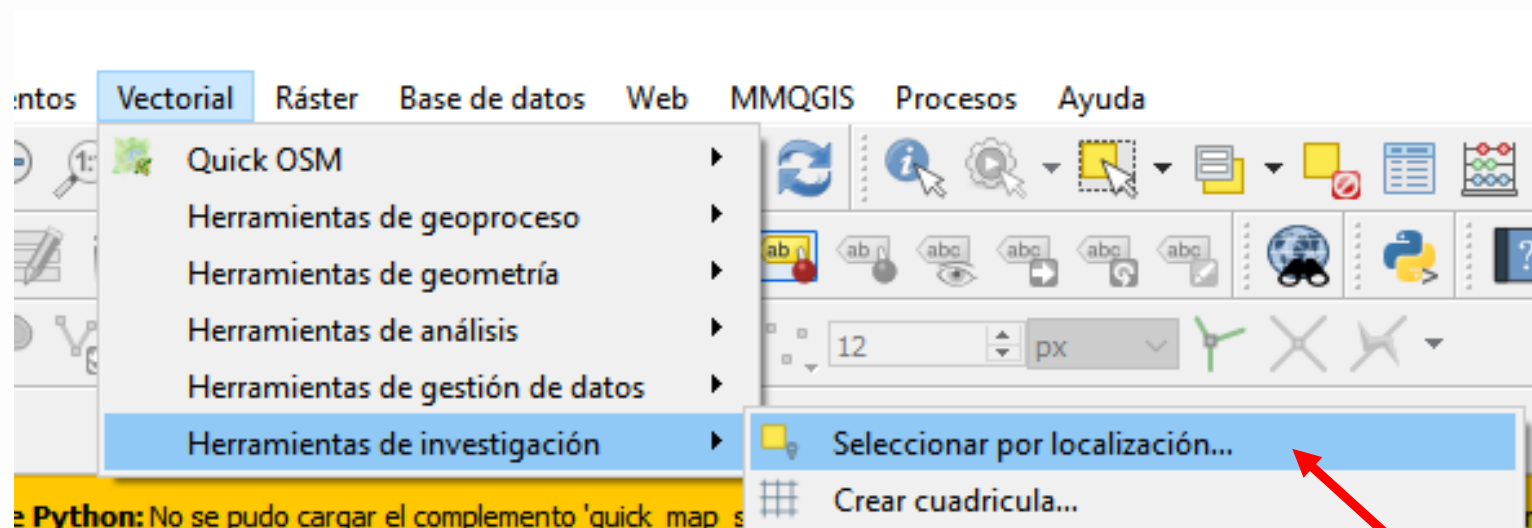 Vectorial Ráster Base de datos Web MMQGIS Procesos Ayuda
Quick OSM
Herramientas de geoproceso
Herramientas de geometría
ab ab abc abc abc abc
Herramientas de análisis
12 px
Herramientas de gestión de datos
Herramientas de investigación
Seleccionar por localización...
Crear cuadricula...
Python: No se pudo cargar el complemento 'quick_map_s